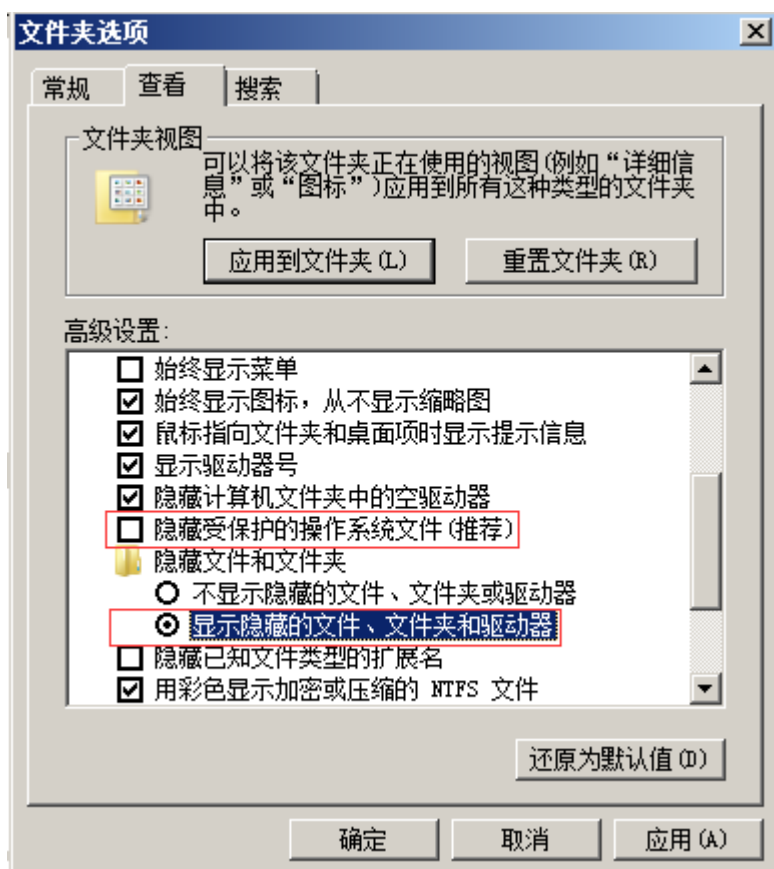 文件夹选项
常规 查看 搜索
文件夹视图
可以将该文件夹正在使用的视图(例如“详细信
息”或“图标”)应用到所有这种类型的文件夹
中。
应用到文件夹(L) 重置文件夹(R)
高级设置:
始终显示菜单
始终显示图标，从不显示缩略图
鼠标指向文件夹和桌面项时显示提示信息
显示驱动器号
隐藏计算机文件夹中的空驱动器
隐藏受保护的操作系统文件(推荐)
隐藏文件和文件夹
不显示隐藏的文件、文件夹或驱动器
显示隐藏的文件、文件夹和驱动器
隐藏已知文件类型的扩展名
用彩色显示加密或压缩的 NTFS 文件
还原为默认值(D)
确定 取消 应用(A)